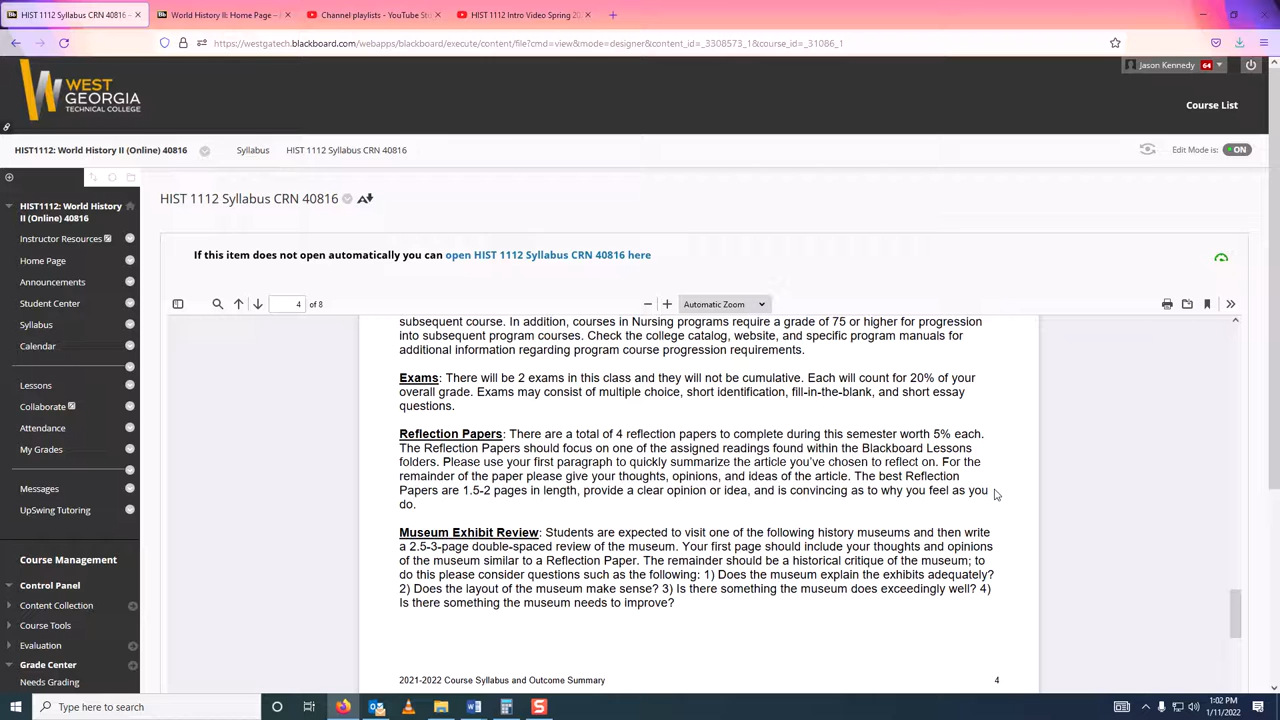 HIST 1112 Syllabus CRN 40816 –
World History II: Home Page –
Channel playlists - YouTube Stu
HIST 1112 Intro Video Spring 20
https://westgatech.blackboard.com/webapps/blackboard/execute/content/file?cmd=view&mode=designer&content_id=_3308573_1&course_id=_31086_1
WEST
GEORGIA
TECHNICAL COLLEGE
Jason Kennedy 64
Course List
HIST1112: World History II (Online) 40816
Syllabus
HIST 1112 Syllabus CRN 40816
Edit Mode is: ON
HIST1112: World History
II (Online) 40816
Instructor Resources
Home Page
Announcements
Student Center
Syllabus
Calendar
Lessons
Collaborate
Attendance
My Grades
Messages
UpSwing Tutoring
Course Management
Control Panel
Content Collection
Course Tools
Evaluation
Grade Center
Needs Grading
HIST 1112 Syllabus CRN 40816
If this item does not open automatically you can open HIST 1112 Syllabus CRN 40816 here
4 of 8
Automatic Zoom
subsequent course. In addition, courses in Nursing programs require a grade of 75 or higher for progression
into subsequent program courses. Check the college catalog, website, and specific program manuals for
additional information regarding program course progression requirements.
Exams: There will be 2 exams in this class and they will not be cumulative. Each will count for 20% of your
overall grade. Exams may consist of multiple choice, short identification, fill-in-the-blank, and short essay
questions.
Reflection Papers: There are a total of 4 reflection papers to complete during this semester worth 5% each.
The Reflection Papers should focus on one of the assigned readings found within the Blackboard Lessons
folders. Please use your first paragraph to quickly summarize the article you've chosen to reflect on. For the
remainder of the paper please give your thoughts, opinions, and ideas of the article. The best Reflection
Papers are 1.5-2 pages in length, provide a clear opinion or idea, and is convincing as to why you feel as you
do.
Museum Exhibit Review: Students are expected to visit one of the following history museums and then write
a 2.5-3-page double-spaced review of the museum. Your first page should include your thoughts and opinions
of the museum similar to a Reflection Paper. The remainder should be a historical critique of the museum; to
do this please consider questions such as the following: 1) Does the museum explain the exhibits adequately?
2) Does the layout of the museum make sense? 3) Is there something the museum does exceedingly well? 4)
Is there something the museum needs to improve?
2021-2022 Course Syllabus and Outcome Summary
4
Type here to search
1:02 PM
1/11/2022